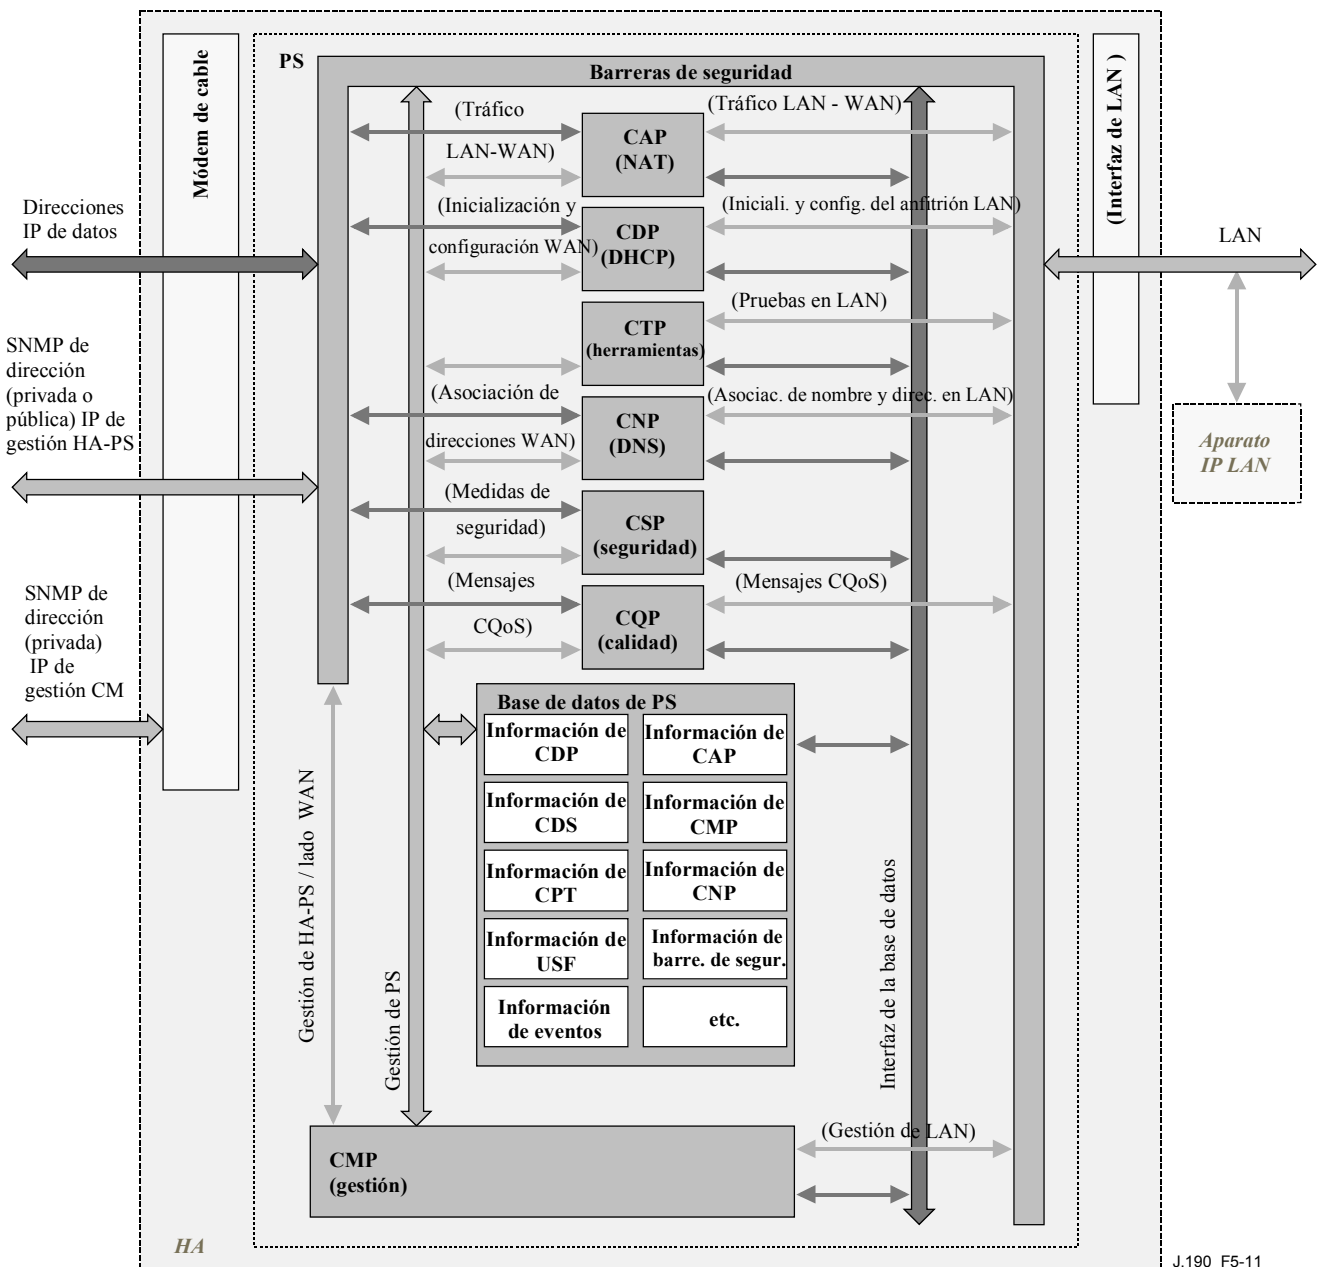 PS
Barreras de seguridad
Módem de cable
(Interfaz de LAN )
(Tráfico
LAN-WAN)
CAP
(NAT)
(Tráfico LAN - WAN)
Direcciones
IP de datos
(Inicialización y
configuración WAN)
CDP
(DHCP)
(Iniciali. y config. del anfitrión LAN)
LAN
CTP
(herramientas)
(Pruebas en LAN)
SNMP de
dirección
(privada o
pública) IP de
gestión HA-PS
(Asociación de
direcciones WAN)
CNP
(DNS)
(Asociac. de nombre y direc. en LAN)
Aparato
IP LAN
(Medidas de
seguridad)
CSP
(seguridad)
(Mensajes
CQoS)
CQP
(calidad)
(Mensajes CQoS)
SNMP de
dirección
(privada)
IP de
gestión CM
Base de datos de PS
Información de
CDP
Información de
CAP
Información de
CDS
Información de
CMP
Información de
CPT
Información de
CNP
Información de
USF
Información de
barre. de segur.
Información
de eventos
etc.
Gestión de HA-PS / lado WAN
Gestión de PS
Interfaz de la base de datos
CMP
(gestión)
(Gestión de LAN)
HA
J.190_F5-11